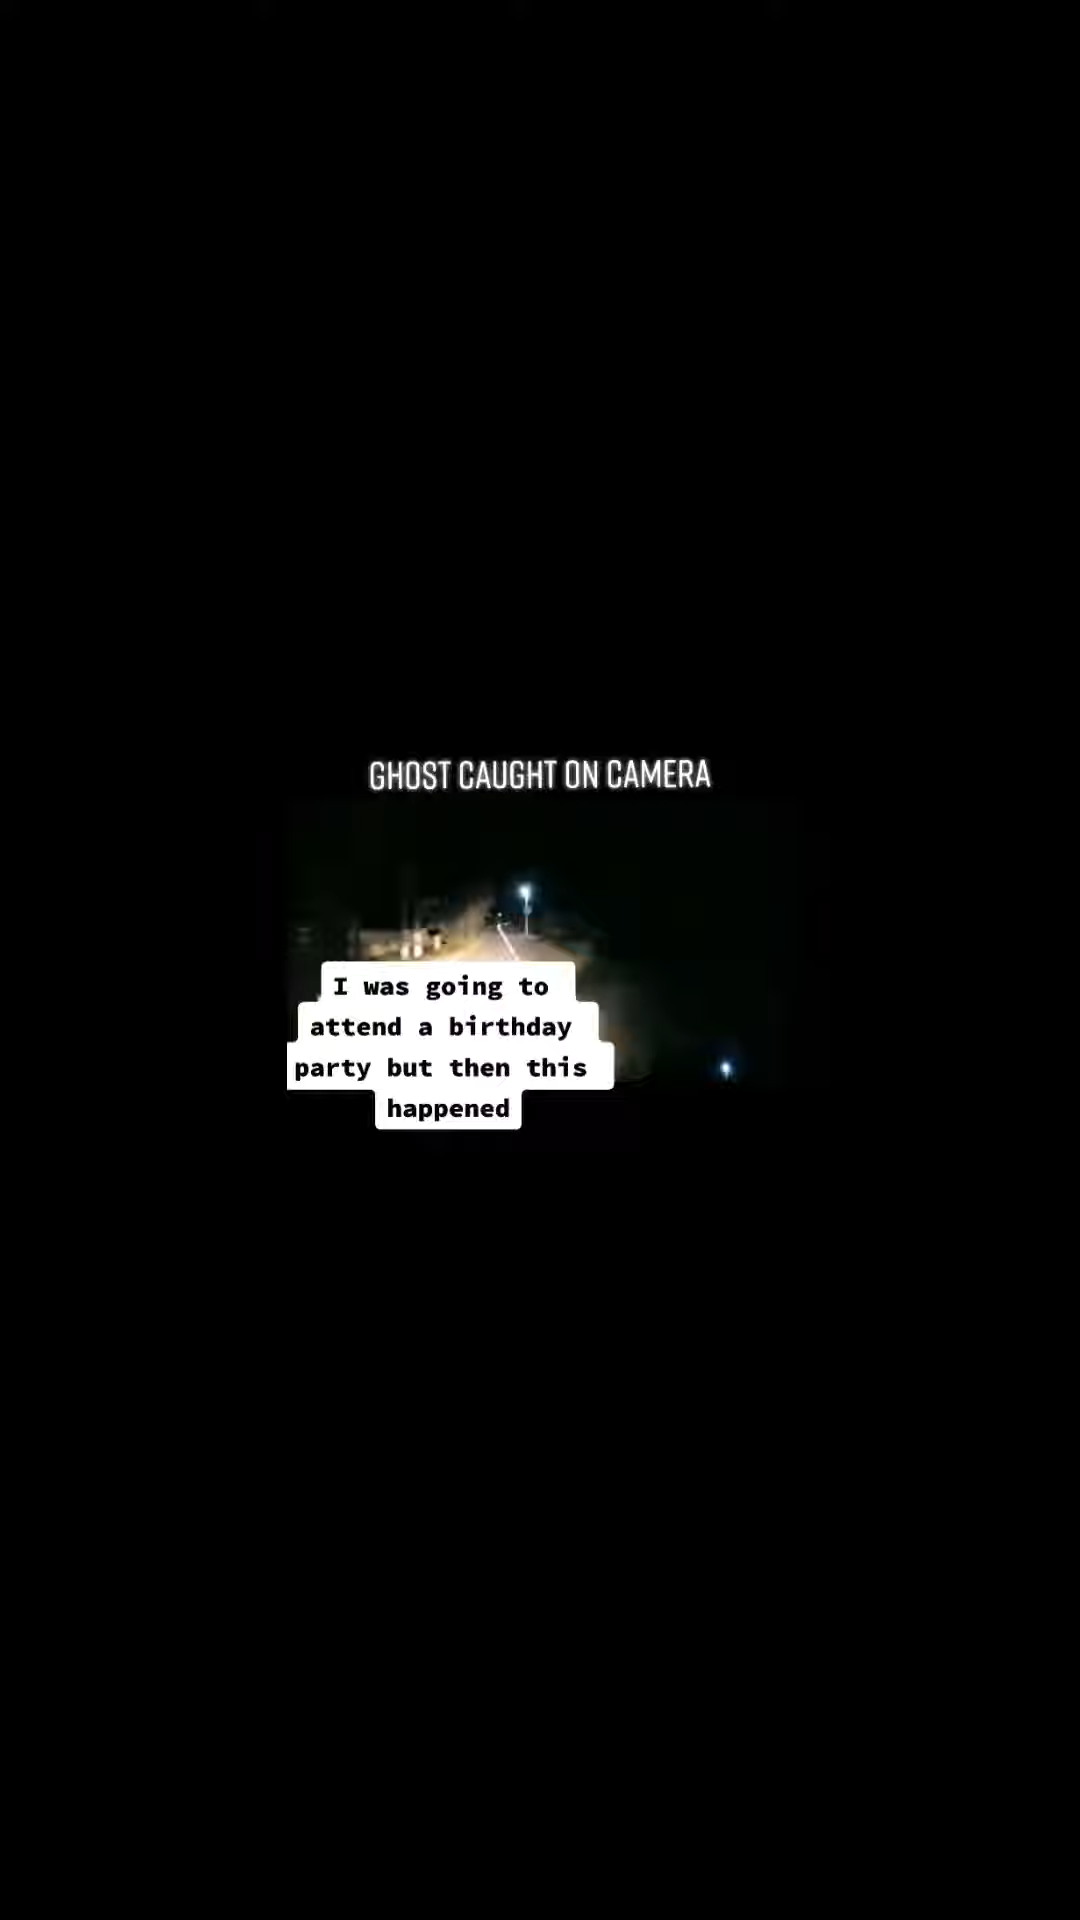 GHOST CAUGHT ON CAMERA
I was going to
attend a birthday
party but then this
happened